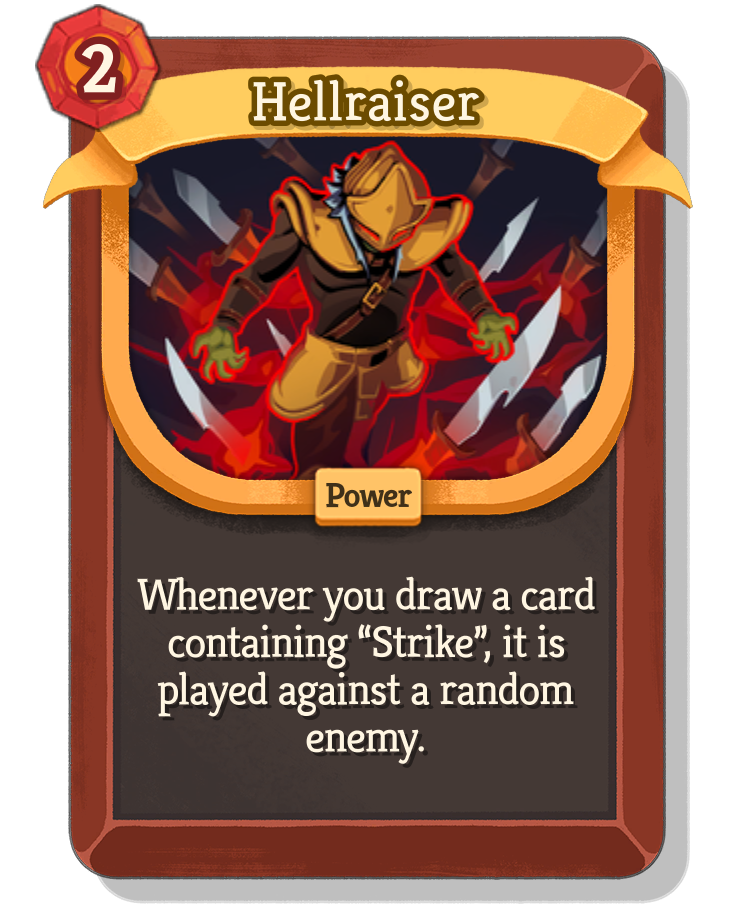 2
Hellraiser
Power
Whenever you draw a card
containing “Strike”, it is
played against a random
enemy.